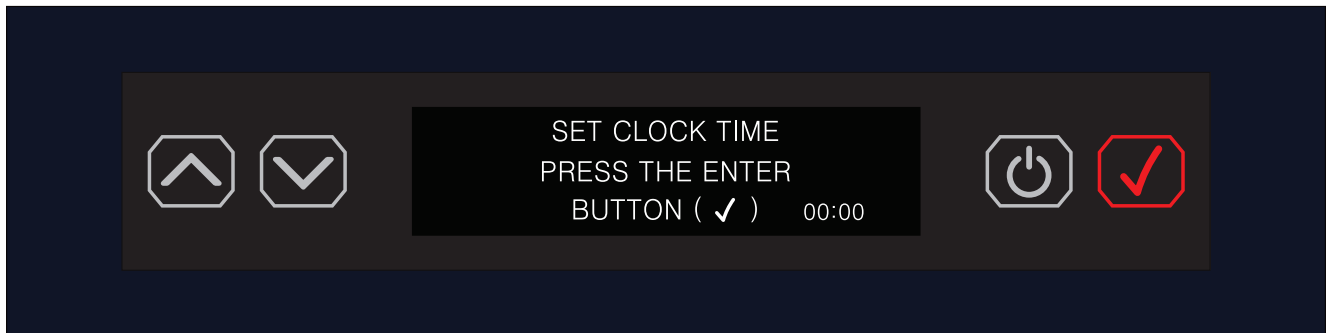 SET CLOCK TIME
PRESS THE ENTER
BUTTON ( ✓ ) 00:00